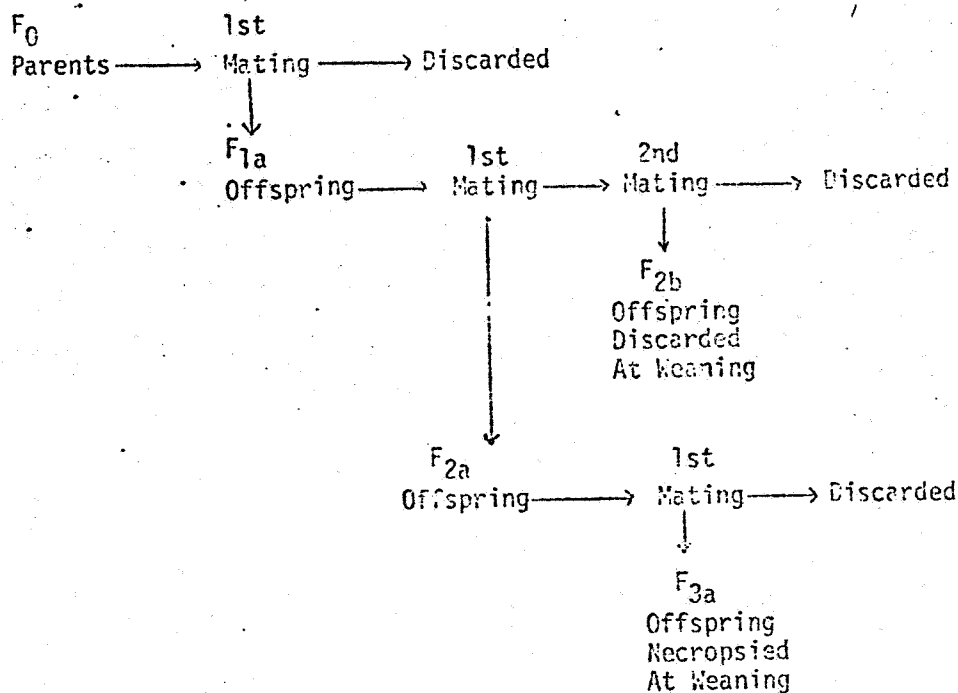 F0 1st
Parents → Mating → Discarded
F1a 1st 2nd
Offspring → Mating → Mating → Discarded
F2b
Offspring
Discarded
At Weaning
F2a 1st
Offspring → Mating → Discarded
F3a
Offspring
Necropsied
At Weaning